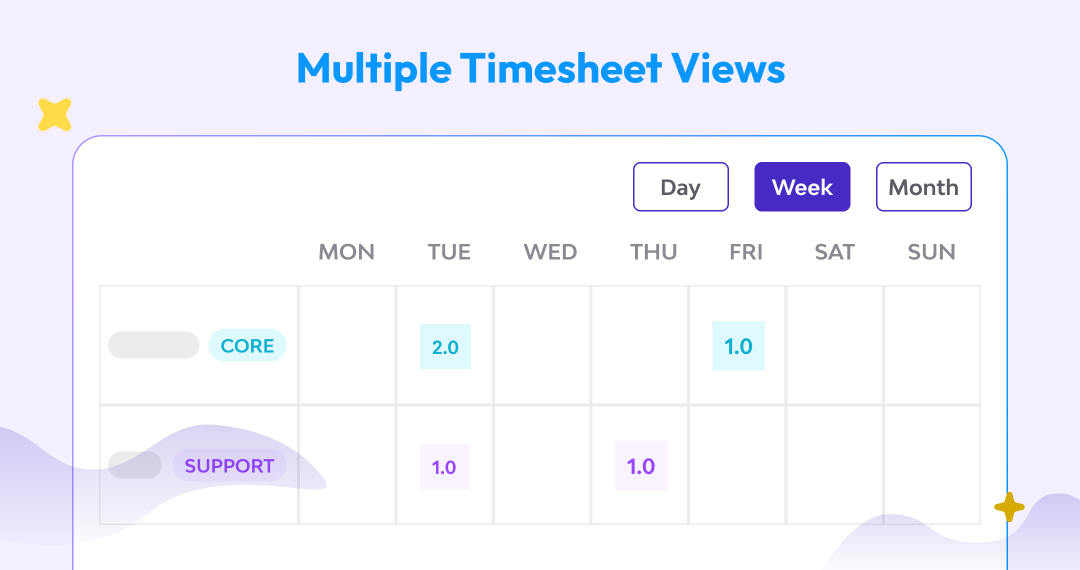 Multiple Timesheet Views
Day Week Month
MON TUE WED THU FRI SAT SUN
CORE 2.0 1.0
SUPPORT 1.0 1.0